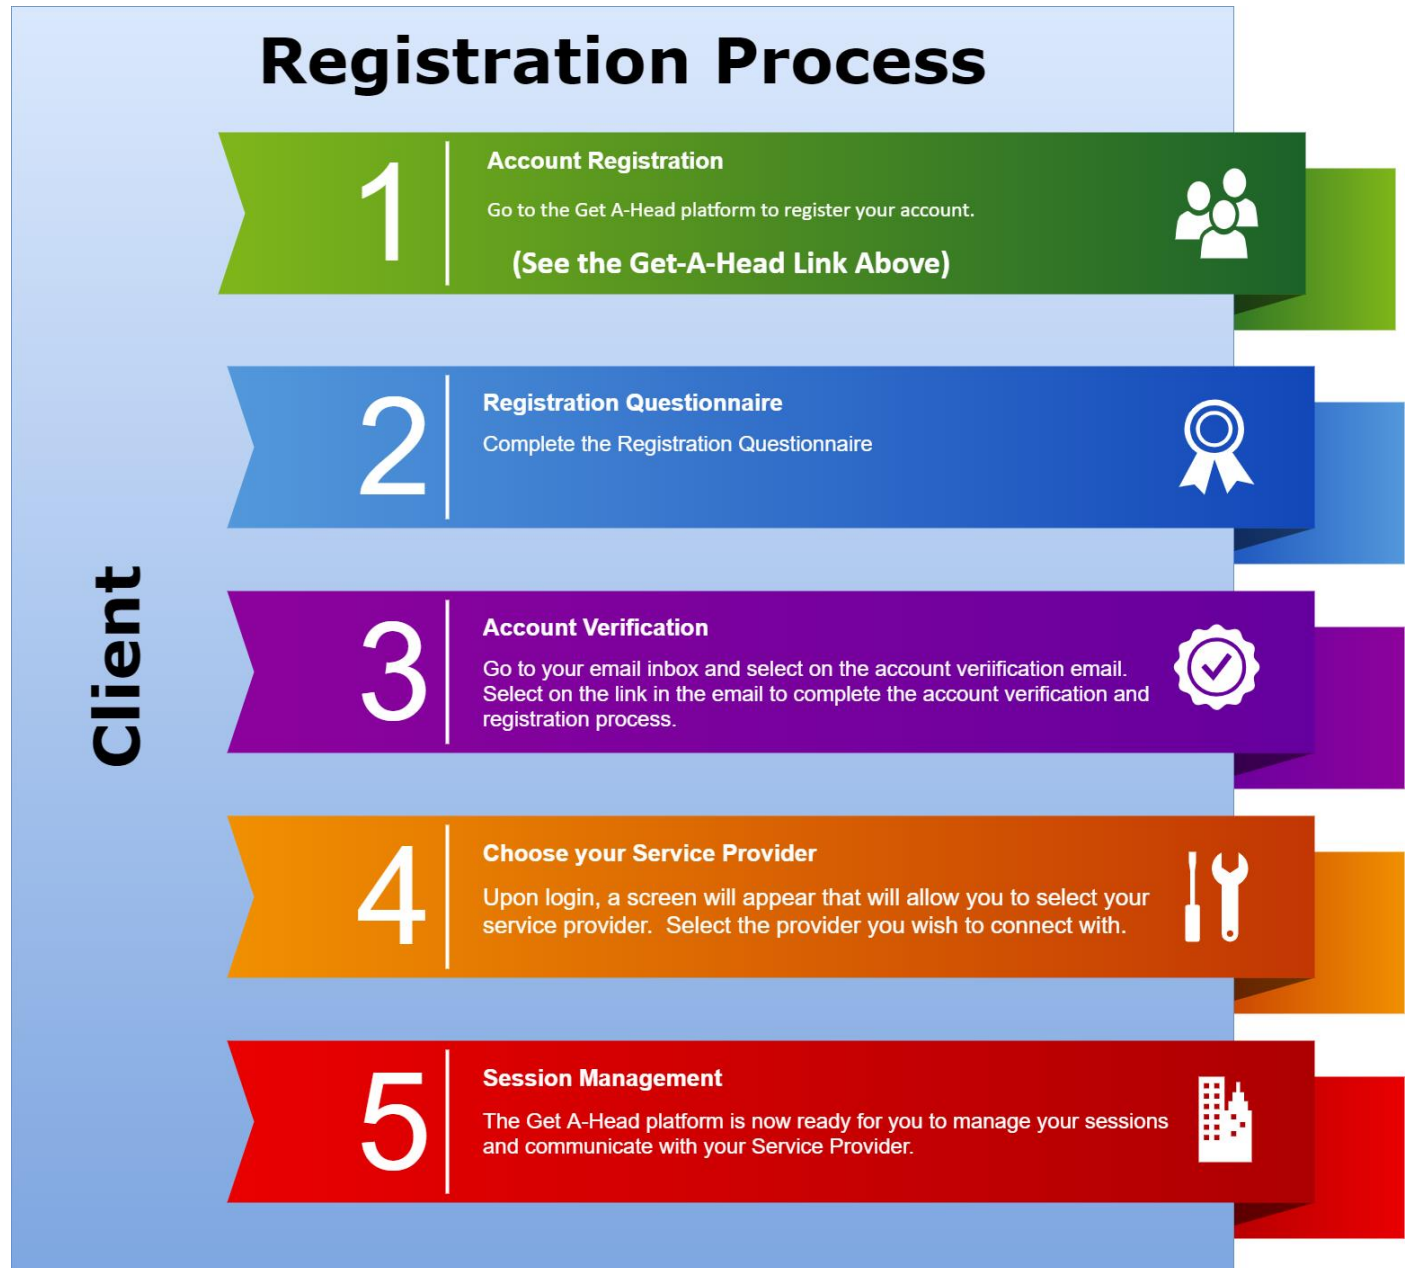 Registration Process
Client
1
Account Registration
Go to the Get A-Head platform to register your account.
(See the Get-A-Head Link Above)
2
Registration Questionnaire
Complete the Registration Questionnaire
3
Account Verification
Go to your email inbox and select on the account veriification email.
Select on the link in the email to complete the account verification and
registration process.
4
Choose your Service Provider
Upon login, a screen will appear that will allow you to select your
service provider.  Select the provider you wish to connect with.
5
Session Management
The Get A-Head platform is now ready for you to manage your sessions
and communicate with your Service Provider.